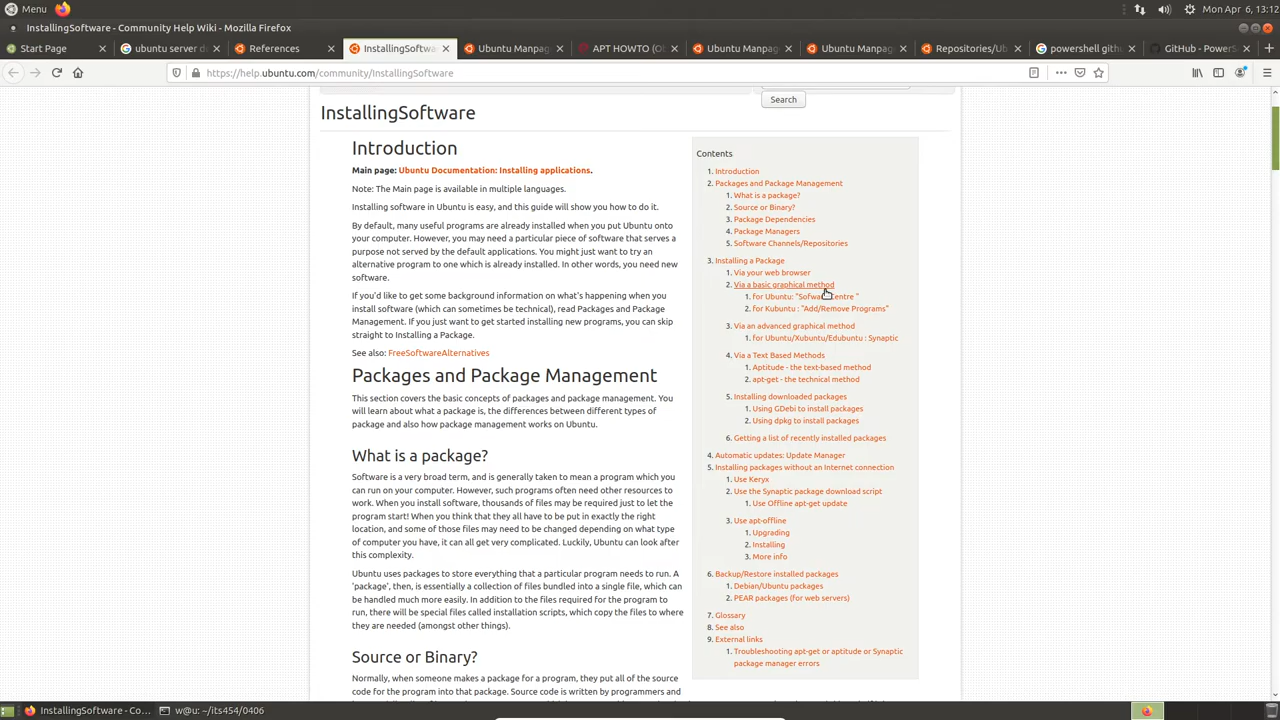 Menu
Mon Apr 6, 13:12
InstallingSoftware - Community Help Wiki - Mozilla Firefox
Start Page
ubuntu server d
References
InstallingSoftwa
Ubuntu Manpag
APT HOWTO (Ob
Ubuntu Manpag
Ubuntu Manpag
Repositories/Ub
powershell githu
GitHub - PowerS
https://help.ubuntu.com/community/InstallingSoftware
Search
InstallingSoftware
Introduction
Main page: Ubuntu Documentation: Installing applications.
Note: The Main page is available in multiple languages.
Installing software in Ubuntu is easy, and this guide will show you how to do it.
By default, many useful programs are already installed when you put Ubuntu onto
your computer. However, you may need a particular piece of software that serves a
purpose not served by the default applications. You might just want to try an
alternative program to one which is already installed. In other words, you need new
software.
If you'd like to get some background information on what's happening when you
install software (which can sometimes be technical), read Packages and Package
Management. If you just want to get started installing new programs, you can skip
straight to Installing a Package.
See also: FreeSoftwareAlternatives
Packages and Package Management
This section covers the basic concepts of packages and package management. You
will learn about what a package is, the differences between different types of
package and also how package management works on Ubuntu.
What is a package?
Software is a very broad term, and is generally taken to mean a program which you
can run on your computer. However, such programs often need other resources to
work. When you install software, thousands of files may be required just to let the
program start! When you think that they all have to be put in exactly the right
location, and some of those files may need to be changed depending on what type
of computer you have, it can all get very complicated. Luckily, Ubuntu can look after
this complexity.
Ubuntu uses packages to store everything that a particular program needs to run. A
'package', then, is essentially a collection of files bundled into a single file, which can
be handled much more easily. In addition to the files required for the program to
run, there will be special files called installation scripts, which copy the files to where
they are needed (amongst other things).
Source or Binary?
Normally, when someone makes a program for a package, they put all of the source
code for the program into that package. Source code is written by programmers and
Contents
1. Introduction
2. Packages and Package Management
1. What is a package?
2. Source or Binary?
3. Package Dependencies
4. Package Managers
5. Software Channels/Repositories
3. Installing a Package
1. Via your web browser
2. Via a basic graphical method
1. for Ubuntu: "Sofwar Centre "
2. for Kubuntu : "Add/Remove Programs"
3. Via an advanced graphical method
1. for Ubuntu/Xubuntu/Edubuntu : Synaptic
4. Via a Text Based Methods
1. Aptitude - the text-based method
2. apt-get - the technical method
5. Installing downloaded packages
1. Using GDebi to install packages
2. Using dpkg to install packages
6. Getting a list of recently installed packages
4. Automatic updates: Update Manager
5. Installing packages without an Internet connection
1. Use Keryx
2. Use the Synaptic package download script
1. Use Offline apt-get update
3. Use apt-offline
1. Upgrading
2. Installing
3. More info
6. Backup/Restore installed packages
1. Debian/Ubuntu packages
2. PEAR packages (for web servers)
7. Glossary
8. See also
9. External links
1. Troubleshooting apt-get or aptitude or Synaptic
package manager errors
InstallingSoftware - Co...
w@u: ~/its454/0406